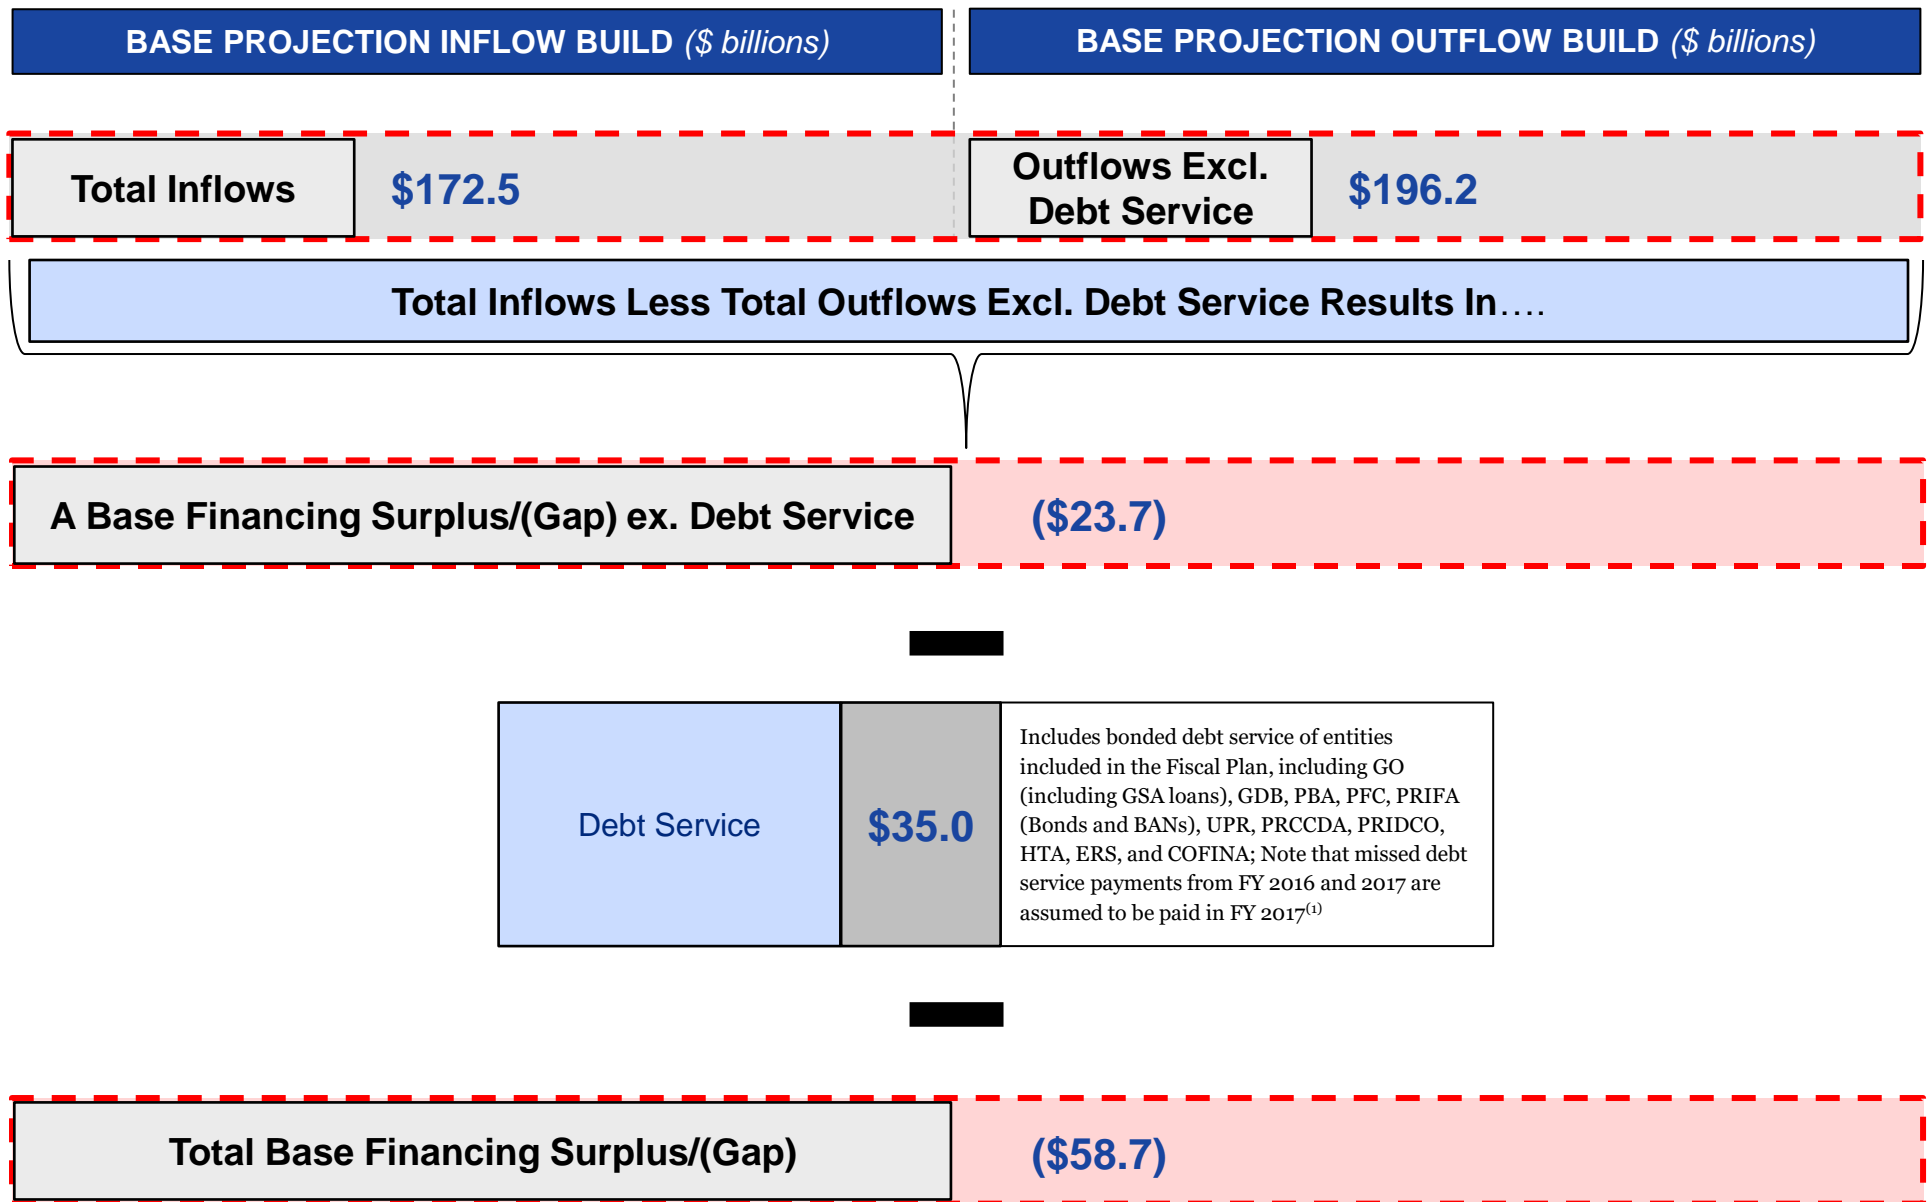 BASE PROJECTION INFLOW BUILD ($ billions)
BASE PROJECTION OUTFLOW BUILD ($ billions)
Total Inflows
$172.5
Outflows Excl.
Debt Service
$196.2
Total Inflows Less Total Outflows Excl. Debt Service Results In....
A Base Financing Surplus/(Gap) ex. Debt Service
($23.7)
Debt Service
$35.0
Includes bonded debt service of entities
included in the Fiscal Plan, including GO
(including GSA loans), GDB, PBA, PFC, PRIFA
(Bonds and BANs), UPR, PRCCDA, PRIDCO,
HTA, ERS, and COFINA; Note that missed debt
service payments from FY 2016 and 2017 are
assumed to be paid in FY 2017(1)
Total Base Financing Surplus/(Gap)
($58.7)